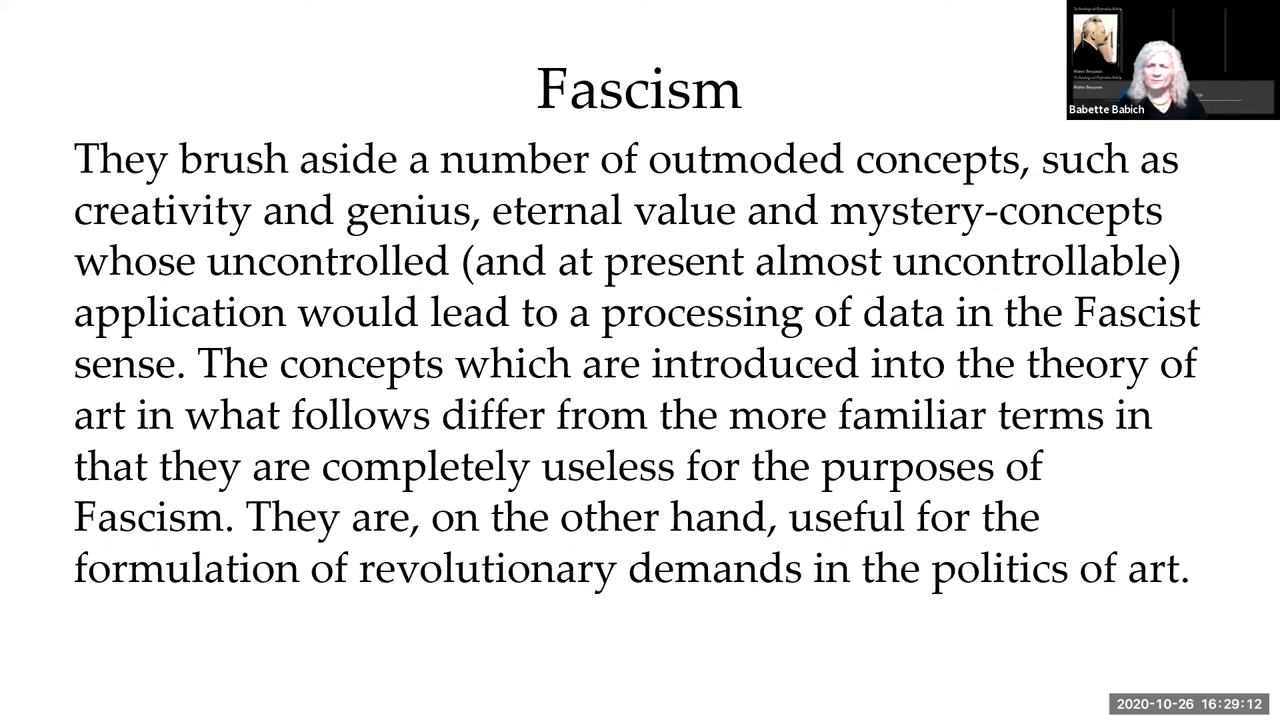 Fascism
They brush aside a number of outmoded concepts, such as
creativity and genius, eternal value and mystery-concepts
whose uncontrolled (and at present almost uncontrollable)
application would lead to a processing of data in the Fascist
sense. The concepts which are introduced into the theory of
art in what follows differ from the more familiar terms in
that they are completely useless for the purposes of
Fascism. They are, on the other hand, useful for the
formulation of revolutionary demands in the politics of art.
Babette Babich
2020-10-26 16:29:12